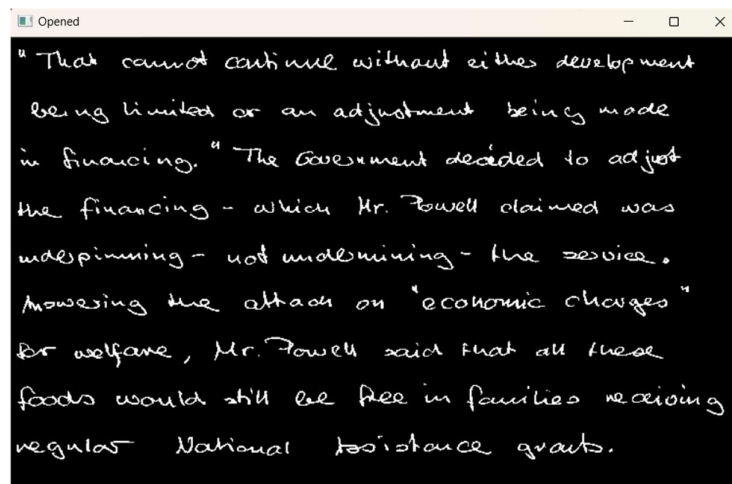 Opened
"That cannot continue without either development
being limited or an adjustment being made
in financing." The Government decided to adjust
the financing - which Mr. Powell claimed was
underpinning - not undermining - the service.
Answering the attack on "economic charges"
for welfare, Mr. Powell said that all these
foods would still be free in families receiving
regular National Assistance grants.